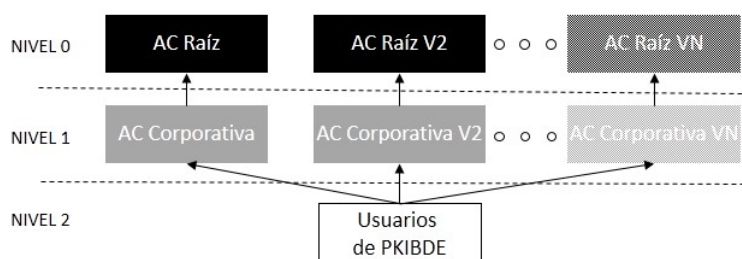 NIVEL 0
AC Raíz
AC Raíz V2
AC Raíz VN
NIVEL 1
AC Corporativa
AC Corporativa V2
AC Corporativa VN
NIVEL 2
Usuarios
de PKIBDE